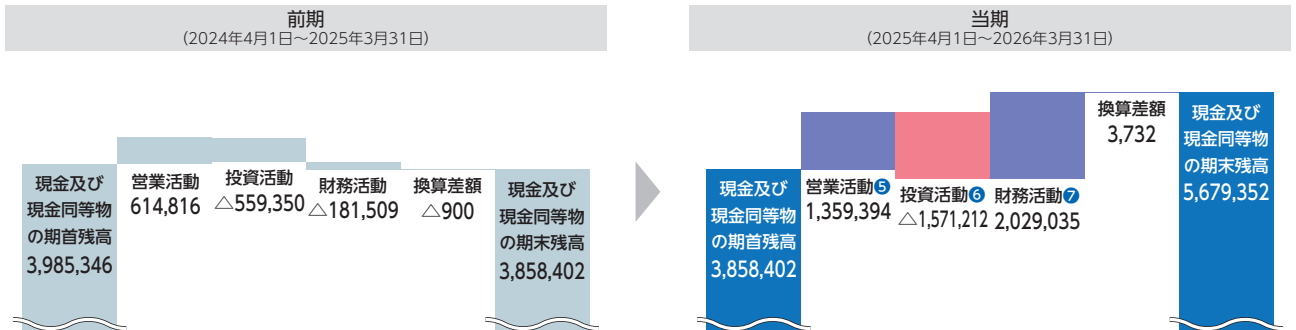 前期
(2024年4月1日～2025年3月31日)
現金及び
現金同等物
の期首残高
3,985,346
営業活動
614,816
投資活動
△559,350
財務活動
△181,509
換算差額
△900
現金及び
現金同等物
の期末残高
3,858,402
当期
(2025年4月1日～2026年3月31日)
現金及び
現金同等物
の期首残高
3,858,402
営業活動❺
1,359,394
投資活動❻
△1,571,212
財務活動❼
2,029,035
換算差額
3,732
現金及び
現金同等物
の期末残高
5,679,352